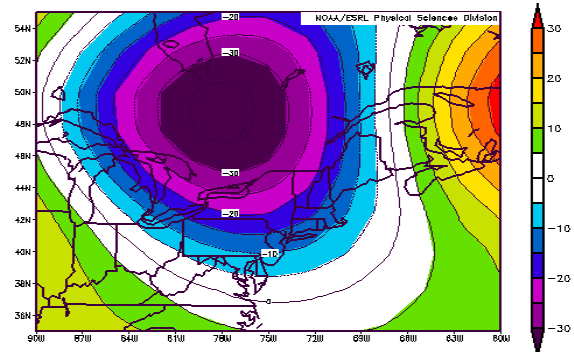 NOAA/ESRL Physical Sciences Division
54N
52N
50N
48N
46N
44N
42N
40N
38N
36N
-20
-30
-30
-20
-10
0
90W 87W 84W 81W 78W 75W 72W 69W 66W 63W 60W
30
20
10
0
-10
-20
-30